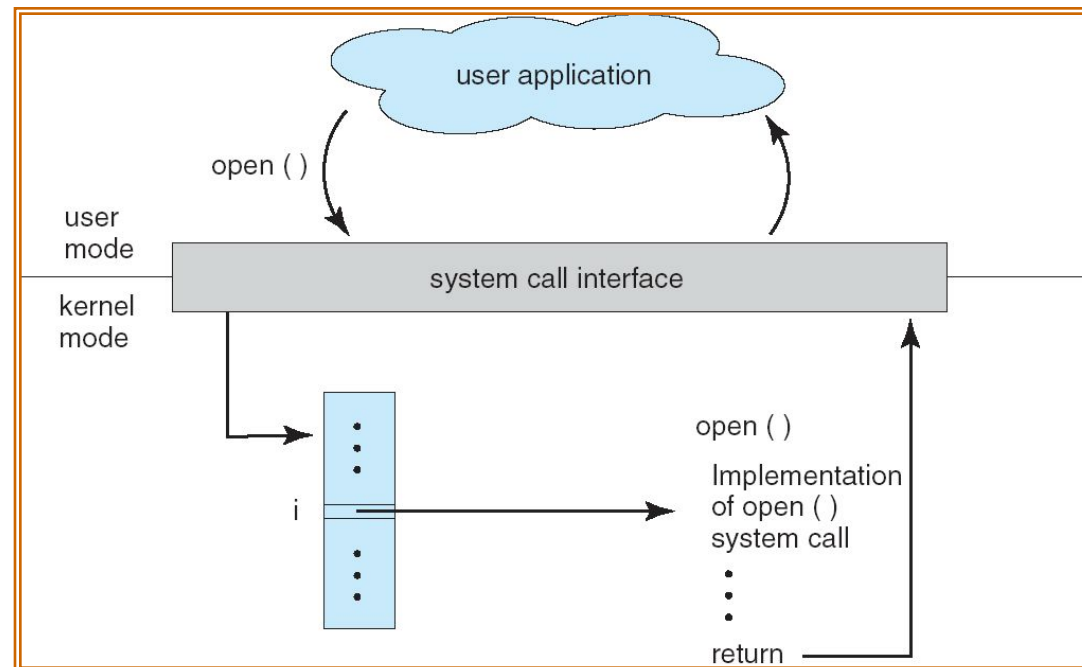 user application
open ( )
user
mode
system call interface
kernel
mode
open ( )
Implementation
of open ( )
system call
i
return